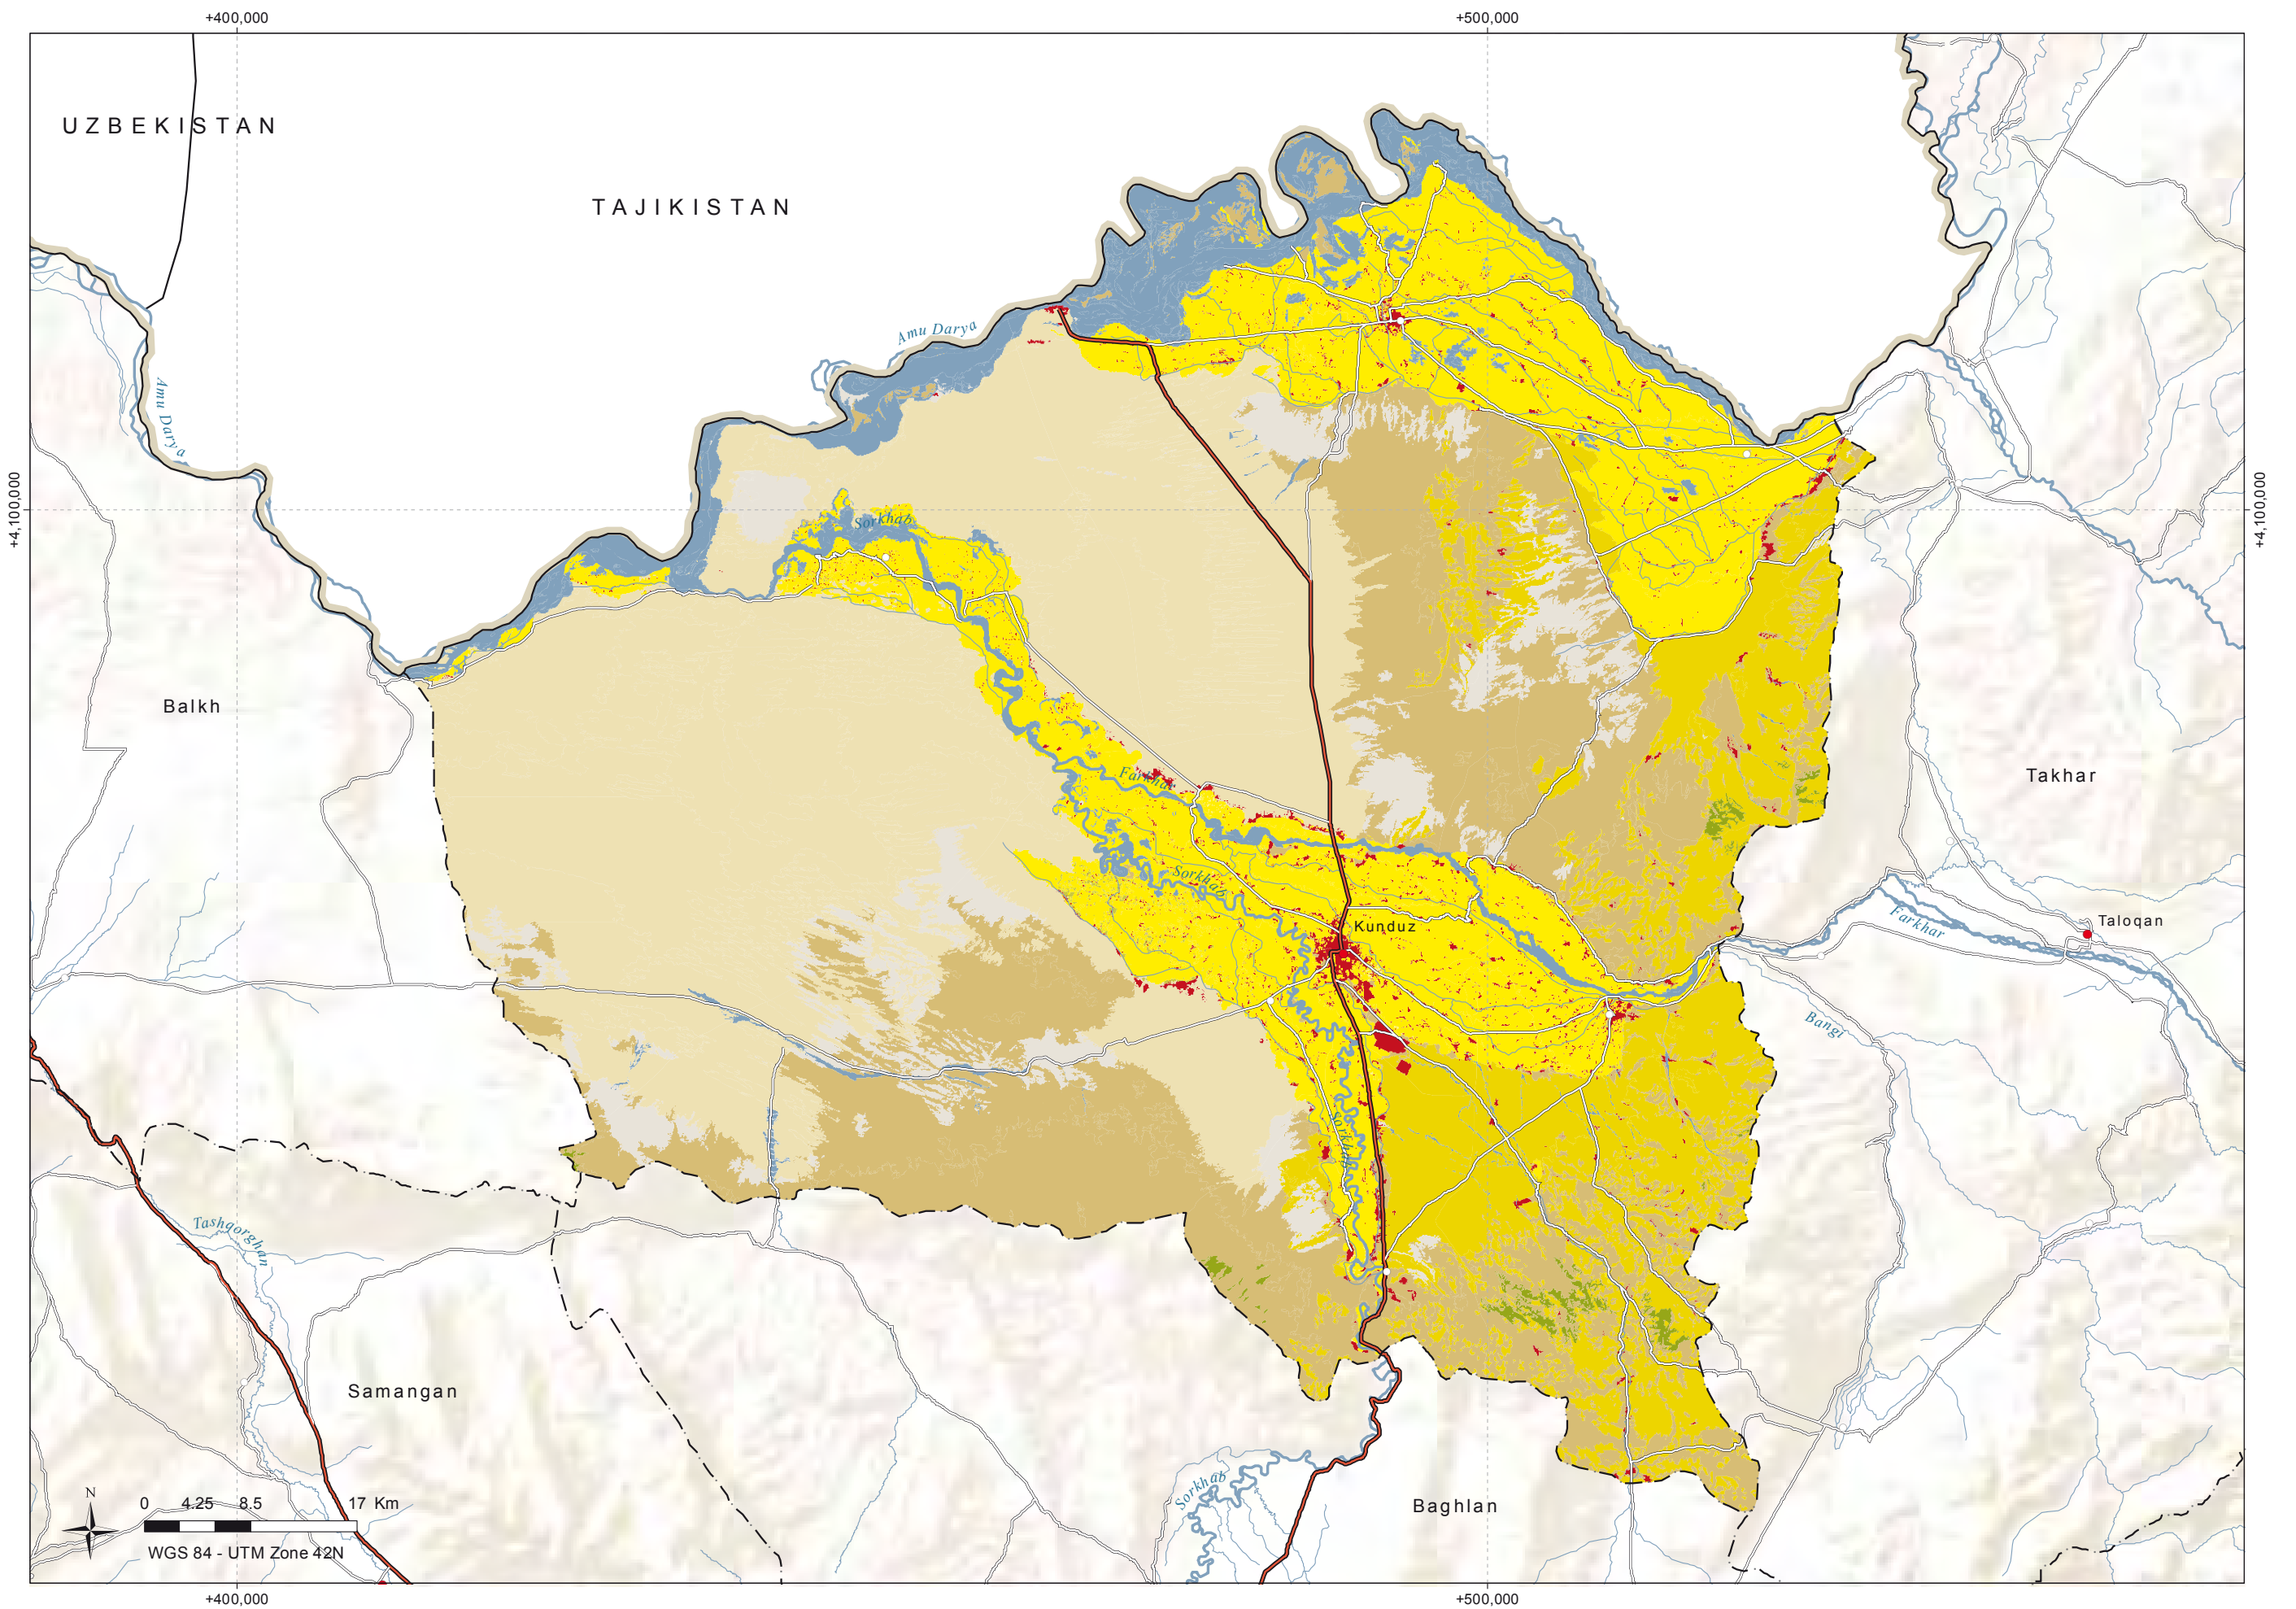 +400,000
+500,000
UZBEKISTAN
TAJIKISTAN
Amu Darya
Amu Darya
+4,100,000
+4,100,000
Sorkhab
Balkh
Takhar
Farkhar
Sorkhab
Kunduz
Taloqan
Farkhar
Bangi
Sorkhab
Tashqorghan
Samangan
Sorkhab
Baghlan
N
0 4.25 8.5 17 Km
WGS 84 - UTM Zone 42N
+400,000
+500,000